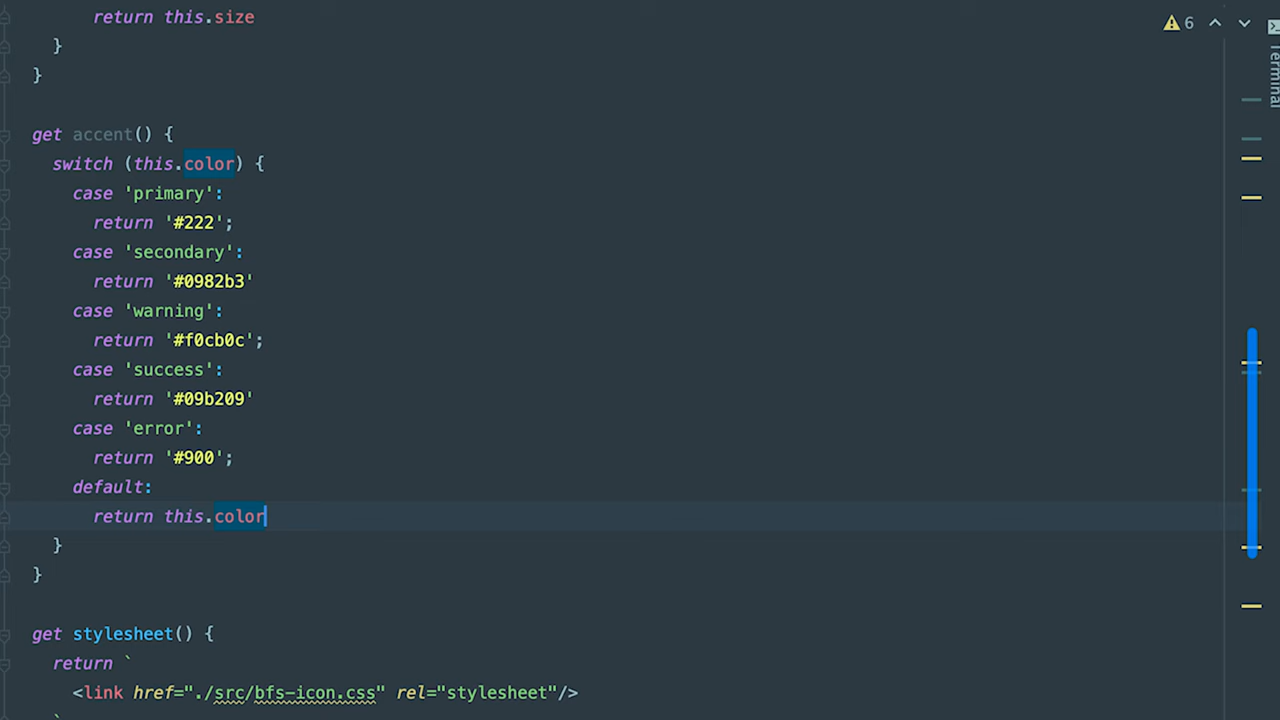 return this.size
}
}
6
Terminal
get accent() {
switch (this.color) {
case 'primary':
return '#222';
case 'secondary':
return '#0982b3'
case 'warning':
return '#f0cb0c';
case 'success':
return '#09b209'
case 'error':
return '#900';
default:
return this.color
}
}
get stylesheet() {
return `
<link href="./src/bfs-icon.css" rel="stylesheet"/>
`